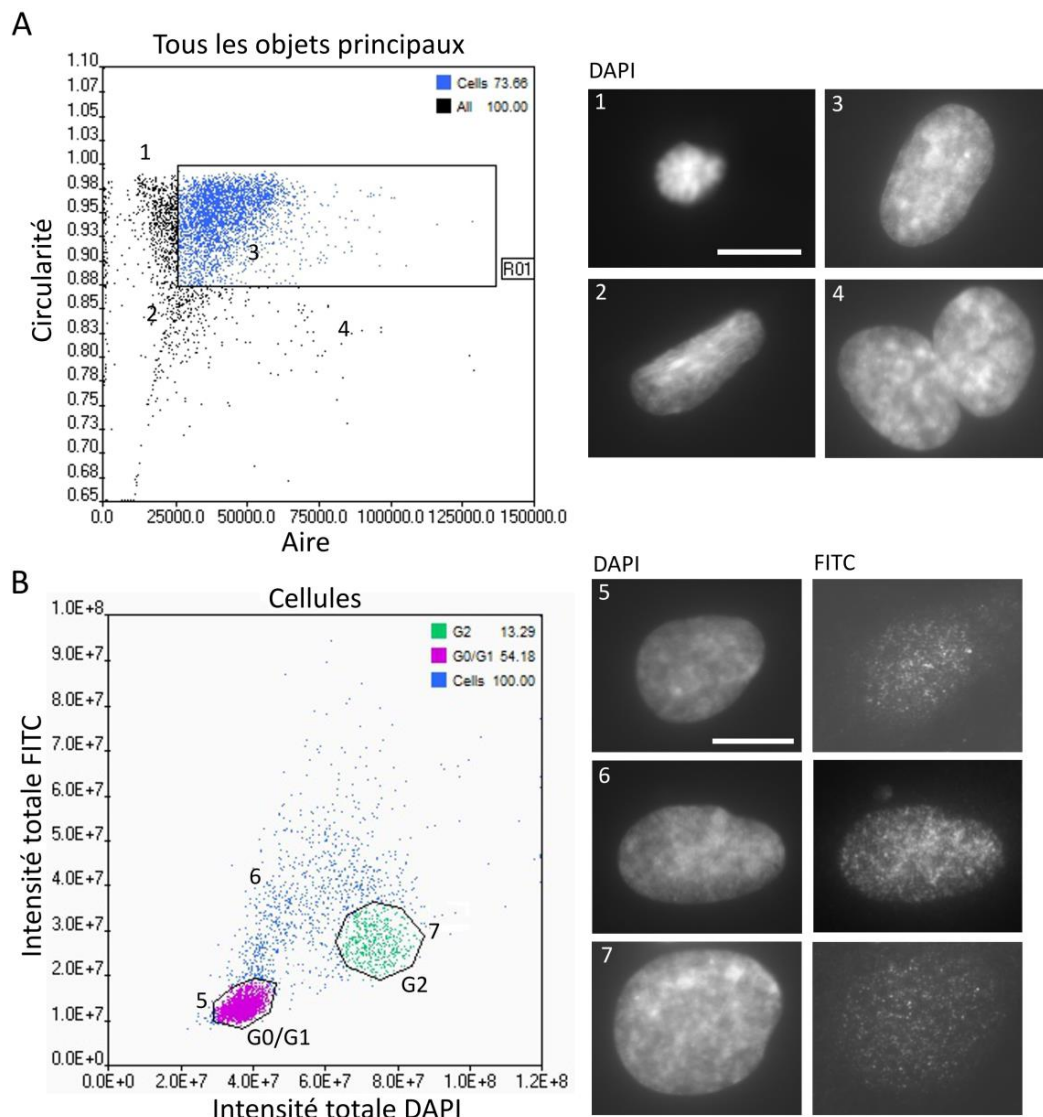 A
Tous les objets principaux
1.10
1.07
1.05
1.03
1.00
0.98
0.95
0.93
0.90
0.88
0.85
0.83
0.80
0.78
0.75
0.73
0.70
0.68
0.65
Circularité
Cells 73.66
All 100.00
1
2
3
4
R01
0.0 25000.0 50000.0 75000.0 100000.0 125000.0 150000.0
Aire
DAPI
1
3
2
4
B
Cellules
1.0E+8
9.0E+7
8.0E+7
7.0E+7
6.0E+7
5.0E+7
4.0E+7
3.0E+7
2.0E+7
1.0E+7
0.0E+0
Intensité totale FITC
G2 13.29
G0/G1 54.18
Cells 100.00
6
7
5
G2
G0/G1
0.0E+0 2.0E+7 4.0E+7 6.0E+7 8.0E+7 1.0E+8 1.2E+8
Intensité totale DAPI
DAPI FITC
5
6
7